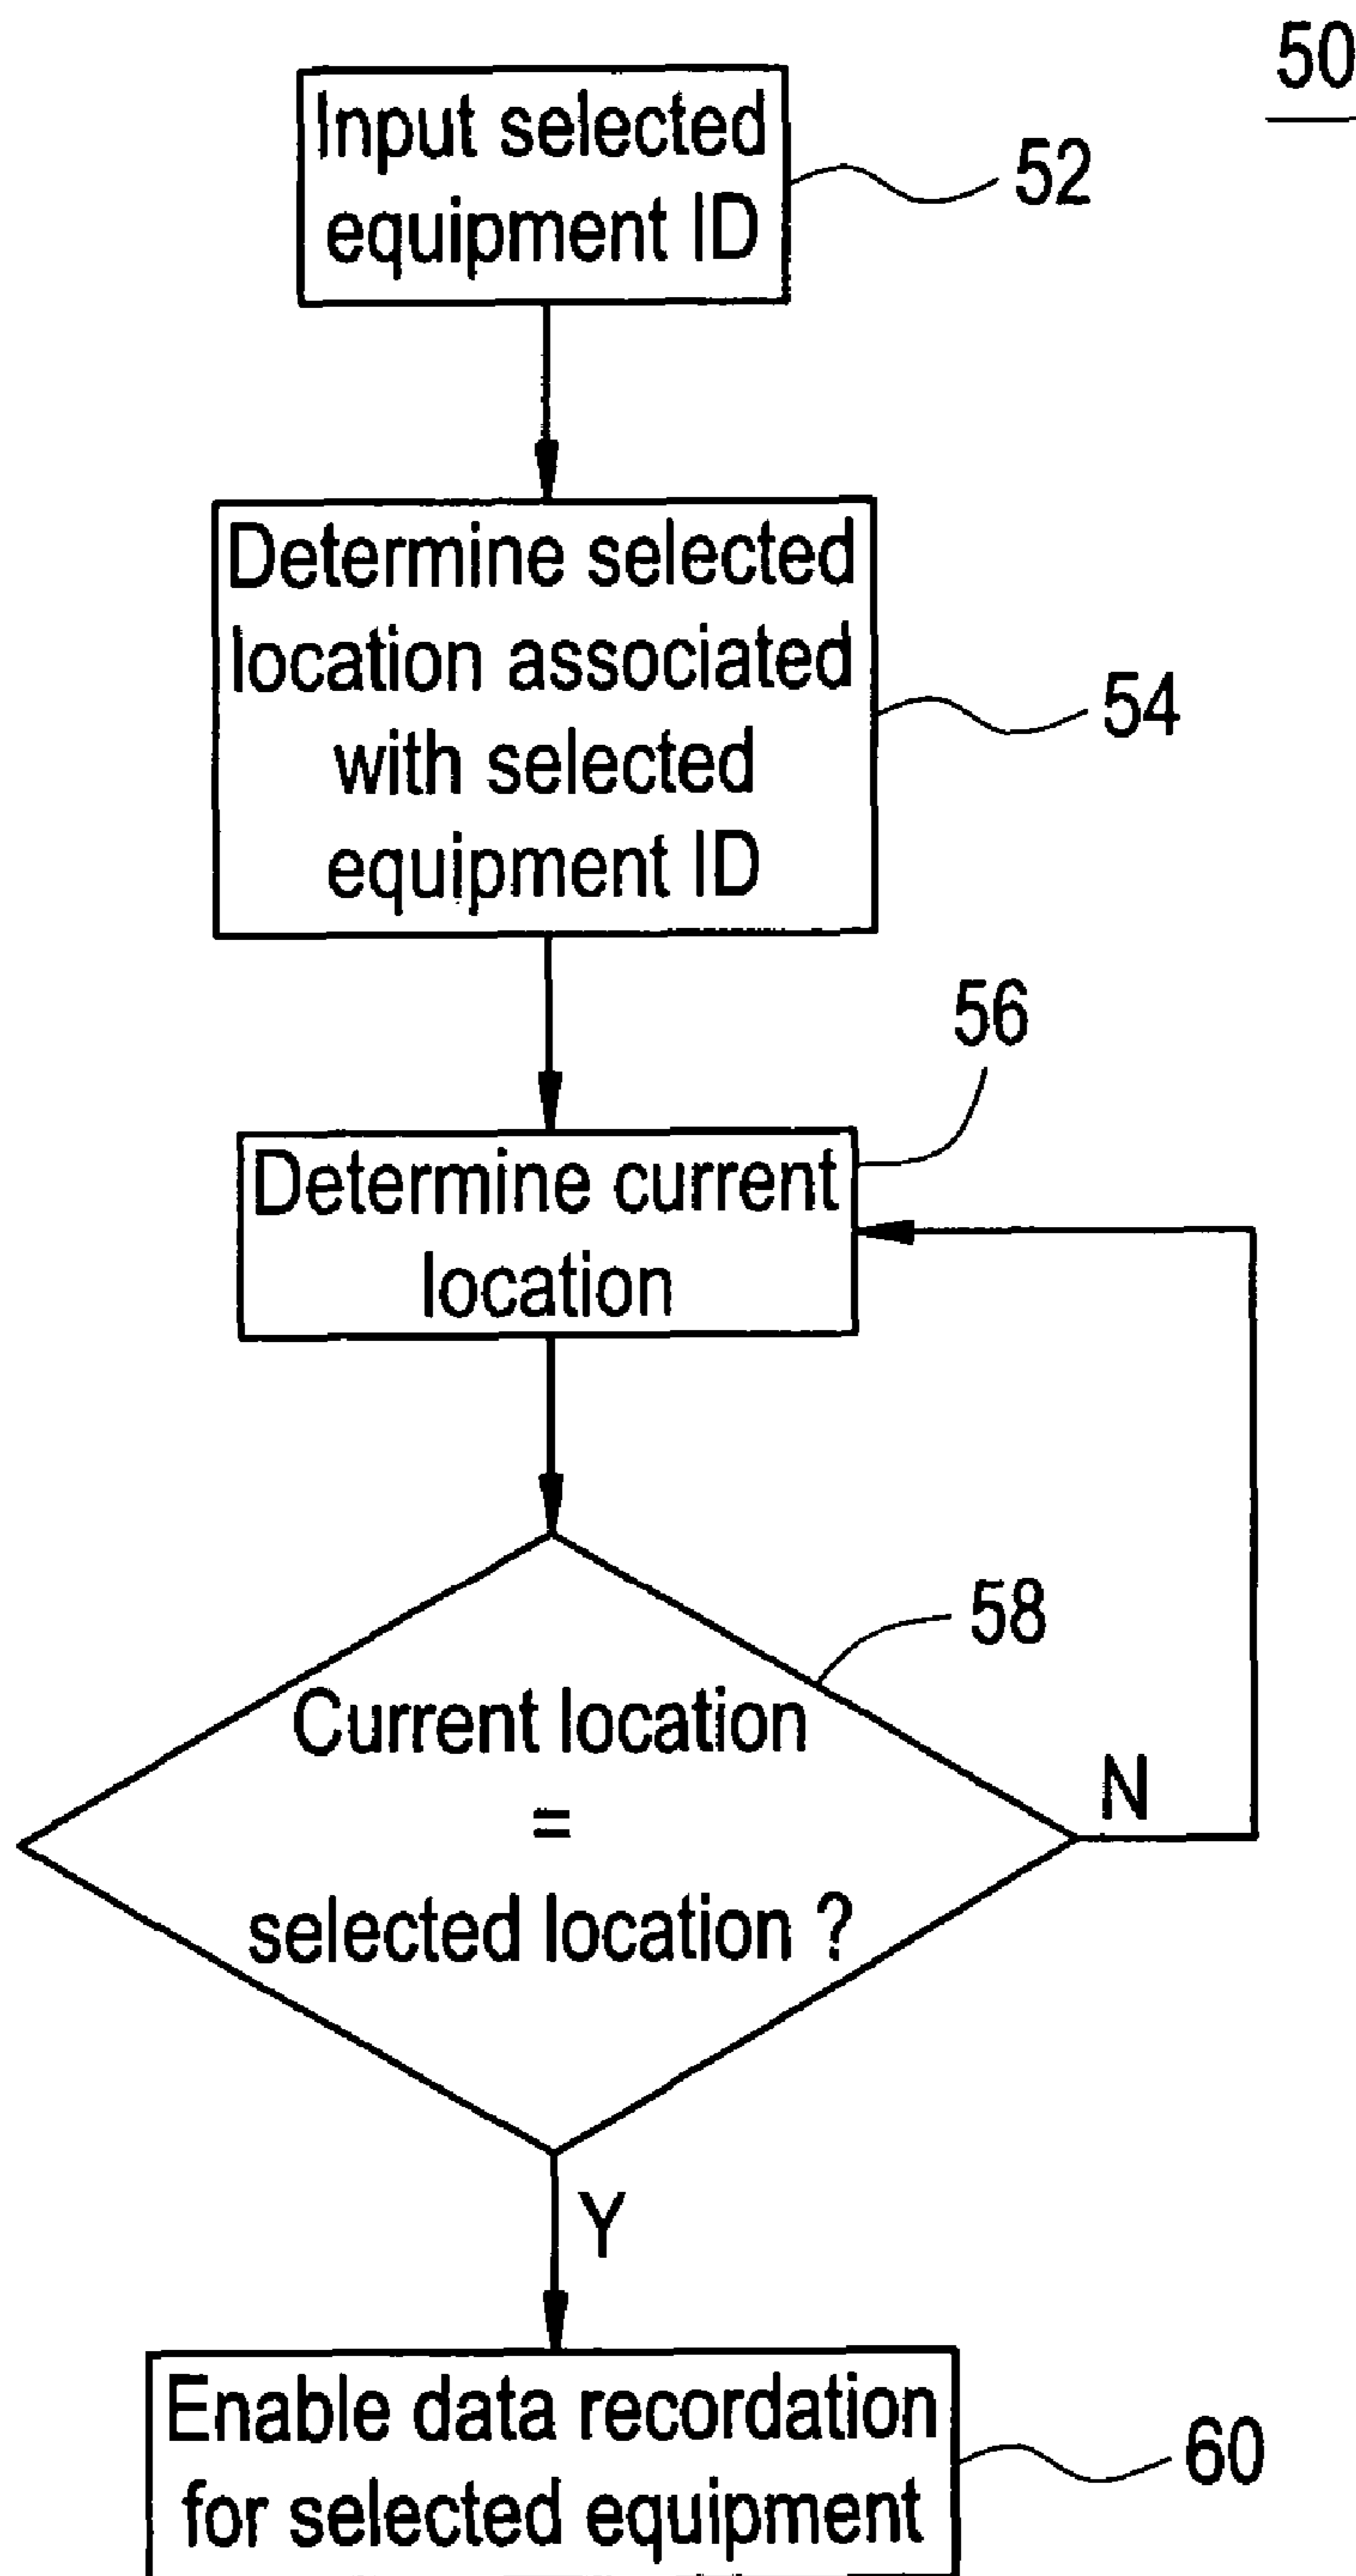 50
Input selected
equipment ID
52
Determine selected
location associated
with selected
equipment ID
54
56
Determine current
location
58
Current location
=
selected location ?
N
Y
Enable data recordation
for selected equipment
60